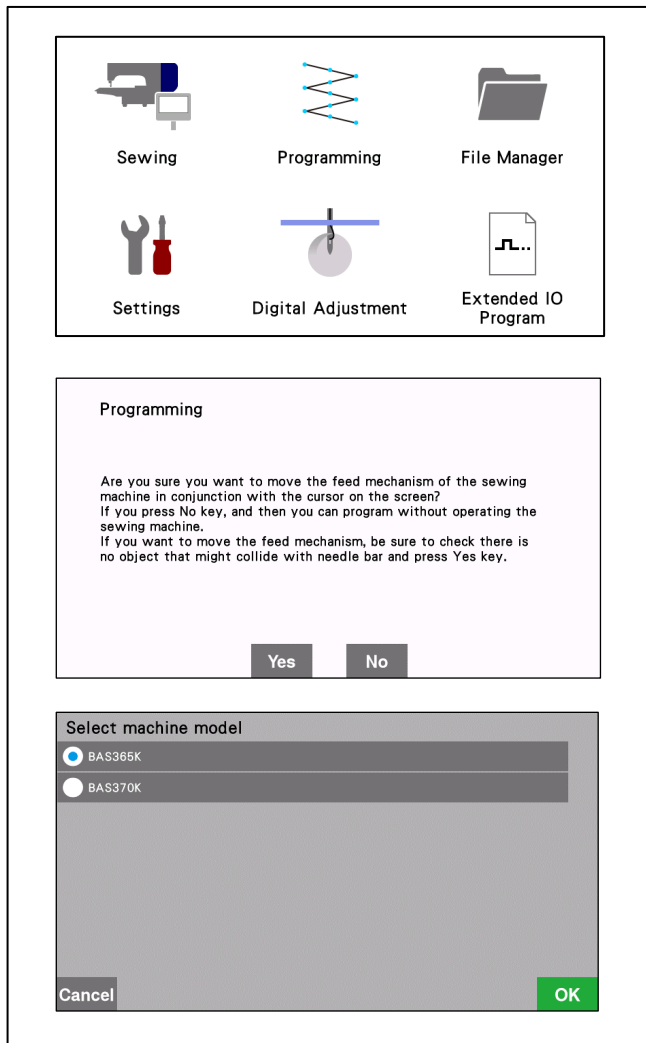 Sewing
Programming
File Manager
Settings
Digital Adjustment
Extended IO
Program
Programming
Are you sure you want to move the feed mechanism of the sewing
machine in conjunction with the cursor on the screen?
If you press No key, and then you can program without operating the
sewing machine.
If you want to move the feed mechanism, be sure to check there is
no object that might collide with needle bar and press Yes key.
Yes
No
Select machine model
BAS365K
BAS370K
Cancel
OK